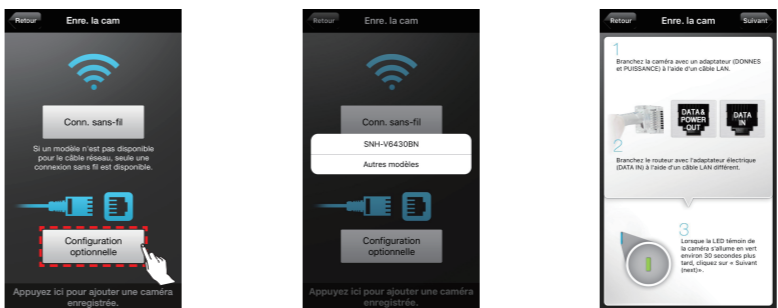 Retour
Enre. la cam
Conn. sans-fil
Si un modèle n'est pas disponible
pour le câble réseau, seule une
connexion sans fil est disponible.
Configuration
optionnelle
Appuyez ici pour ajouter une caméra
enregistrée.
Retour
Enre. la cam
Conn. sans-fil
SNH-V6430BN
Autres modèles
Configuration
optionnelle
Appuyez ici pour ajouter une caméra
enregistrée.
Retour
Enre. la cam
Suivant
1
Branchez la caméra avec un adaptateur (DONNES
et PUISSANCE) à l'aide d'un câble LAN.
DATA &
POWER
OUT
DATA
IN
2
Branchez le routeur avec l'adaptateur électrique
(DATA IN) à l'aide d'un câble LAN différent.
3
Lorsque la LED témoin de
la caméra s'allume en vert
environ 30 secondes plus
tard, cliquez sur « Suivant
(next)».